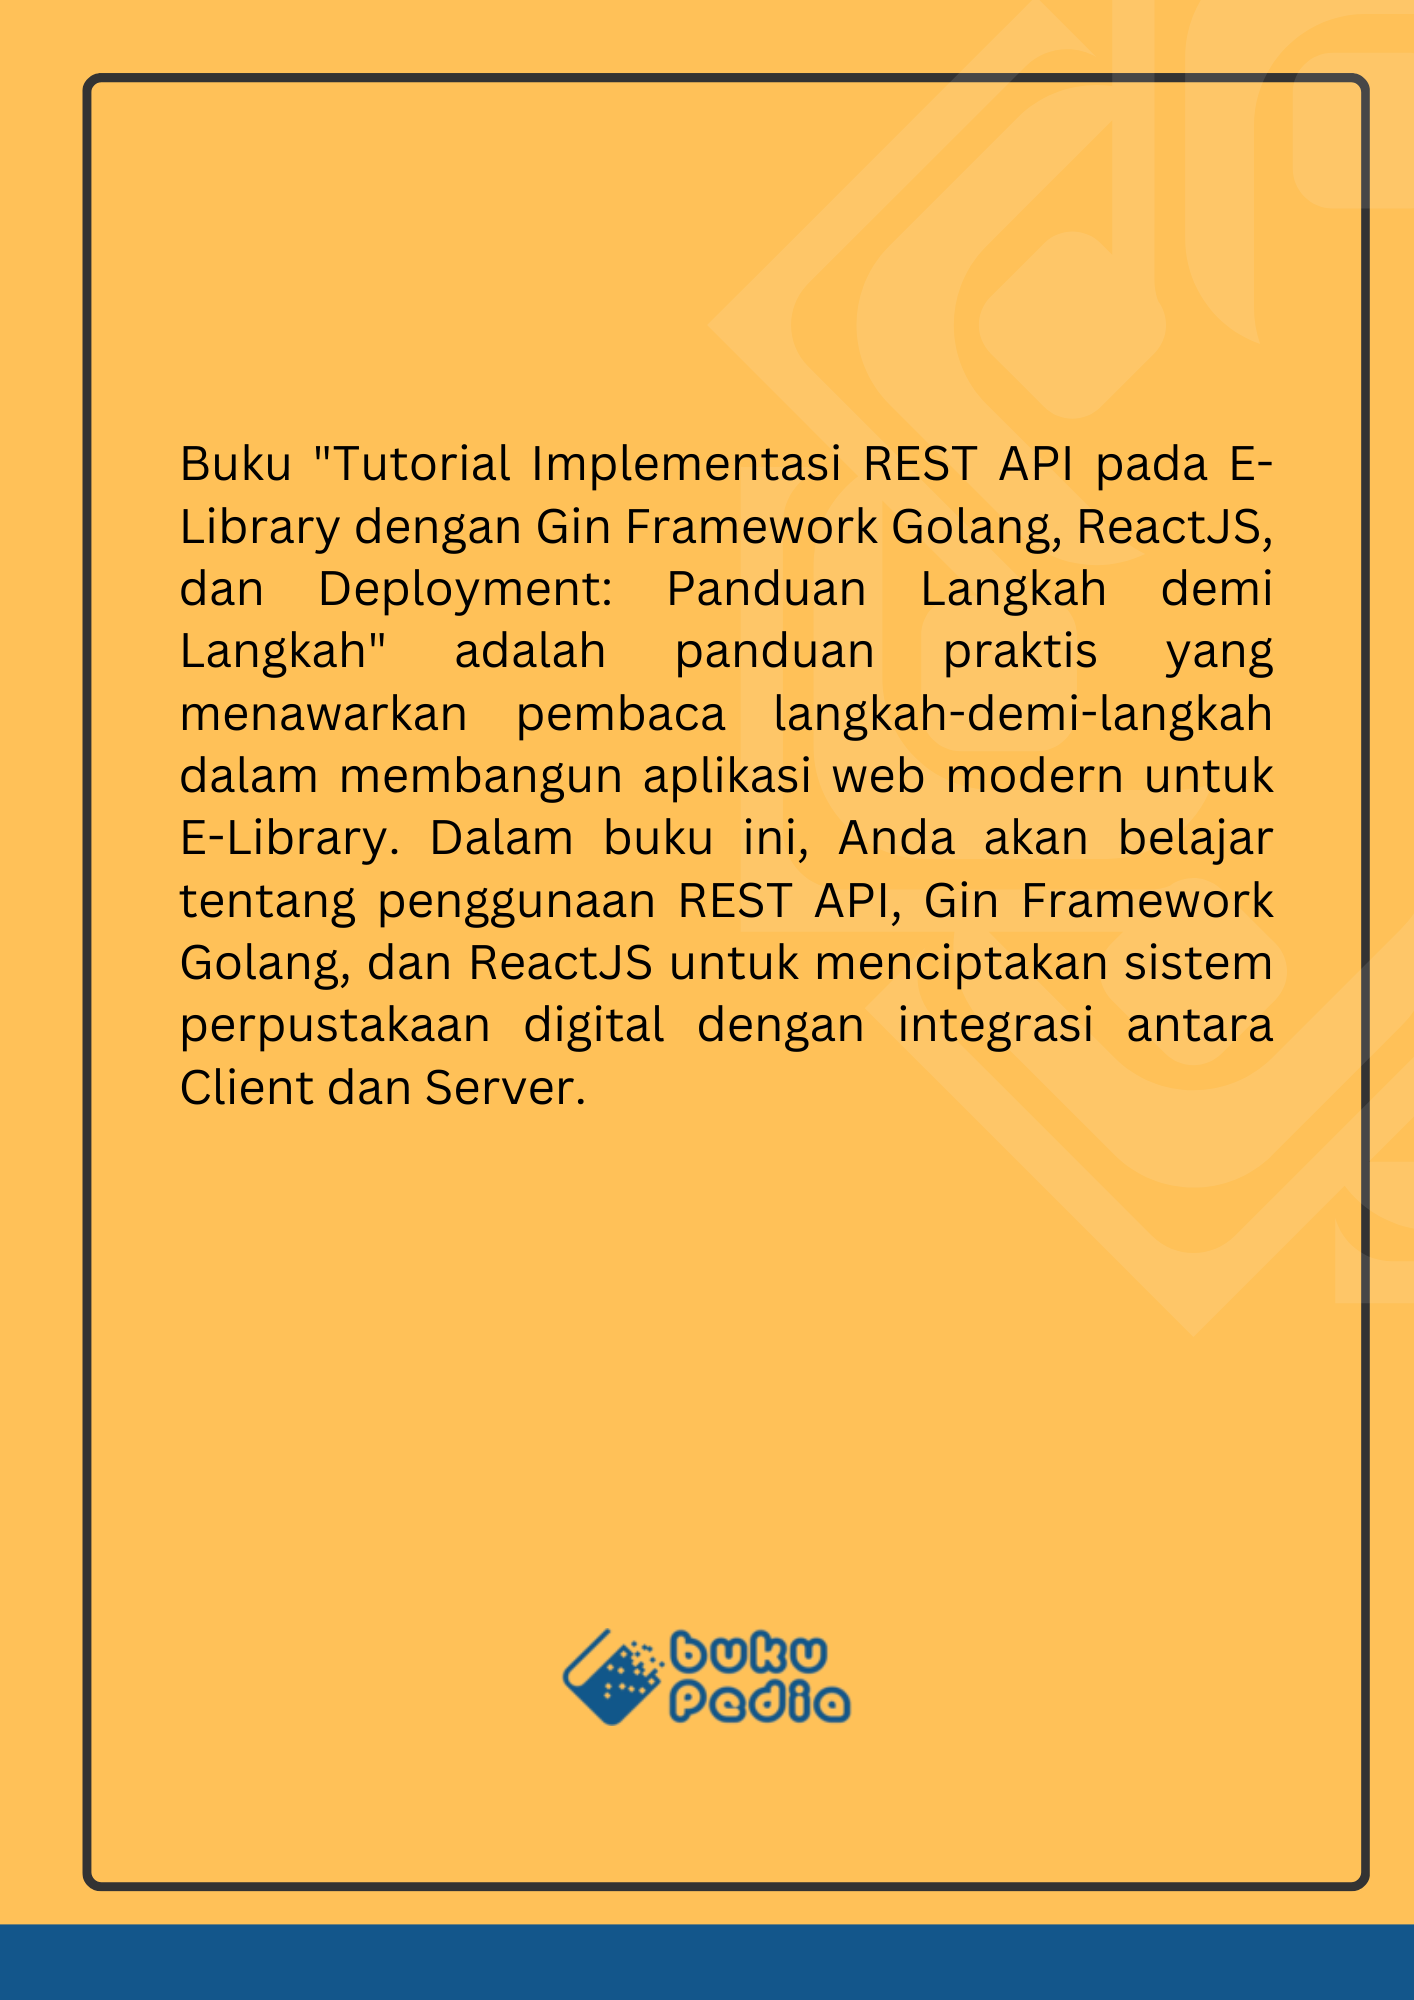 Buku "Tutorial Implementasi REST API pada E-
Library dengan Gin Framework Golang, ReactJS,
dan Deployment: Panduan Langkah demi
Langkah" adalah panduan praktis yang
menawarkan pembaca langkah-demi-langkah
dalam membangun aplikasi web modern untuk
E-Library. Dalam buku ini, Anda akan belajar
tentang penggunaan REST API, Gin Framework
Golang, dan ReactJS untuk menciptakan sistem
perpustakaan digital dengan integrasi antara
Client dan Server.
buku
Pedia